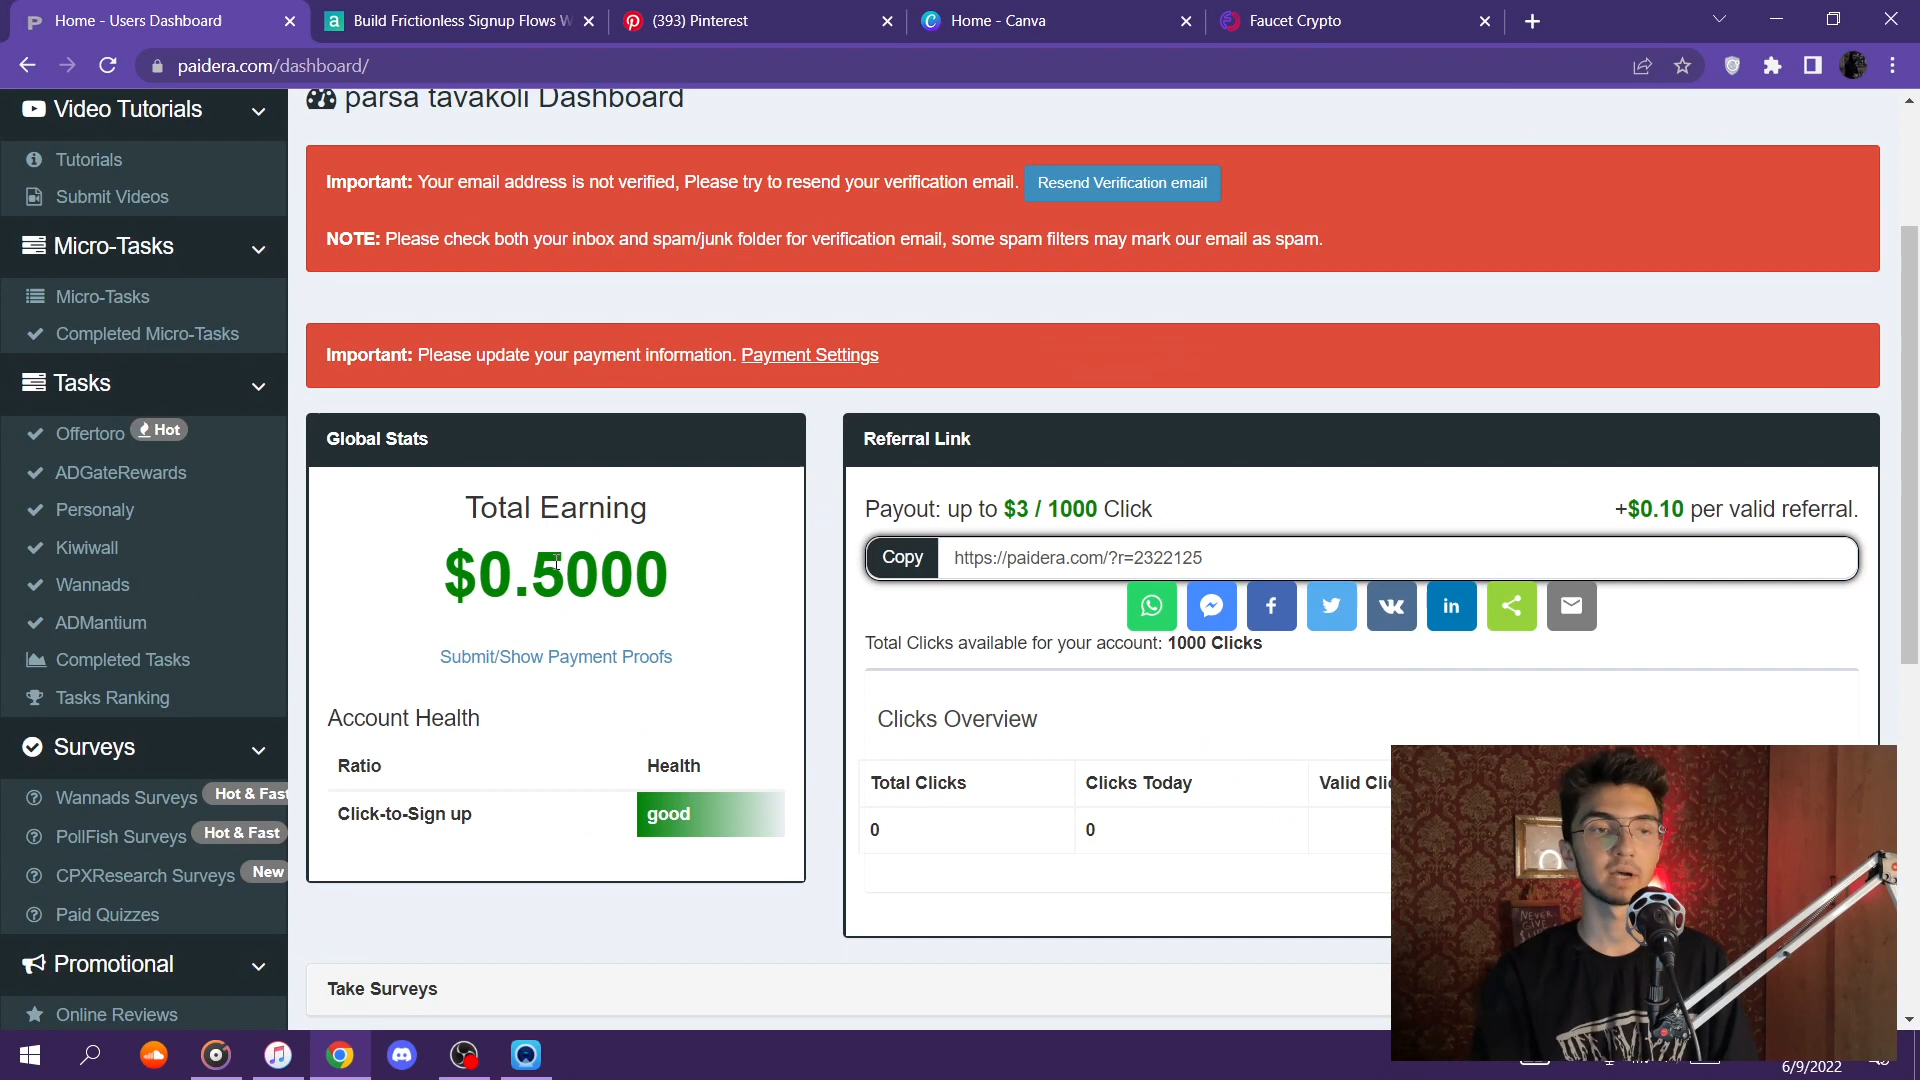 Home - Users Dashboard
Build Frictionless Signup Flows W
(393) Pinterest
Home - Canva
Faucet Crypto
paidera.com/dashboard/
Video Tutorials
Tutorials
Submit Videos
Micro-Tasks
Micro-Tasks
Completed Micro-Tasks
Tasks
Offertoro Hot
ADGateRewards
Personaly
Kiwiwall
Wannads
ADMantium
Completed Tasks
Tasks Ranking
Surveys
Wannads Surveys Hot & Fast
PollFish Surveys Hot & Fast
CPXResearch Surveys New
Paid Quizzes
Promotional
Online Reviews
parsa tavakoli Dashboard
Important: Your email address is not verified, Please try to resend your verification email. Resend Verification email
NOTE: Please check both your inbox and spam/junk folder for verification email, some spam filters may mark our email as spam.
Important: Please update your payment information. Payment Settings
Global Stats
Total Earning
$0.5000
Submit/Show Payment Proofs
Account Health
Ratio Health
Click-to-Sign up good
Referral Link
Payout: up to $3 / 1000 Click +$0.10 per valid referral.
Copy https://paidera.com/?r=2322125
Total Clicks available for your account: 1000 Clicks
Clicks Overview
Total Clicks Clicks Today Valid Clic
0 0
Take Surveys
NEVER
GIVE
6/9/2022